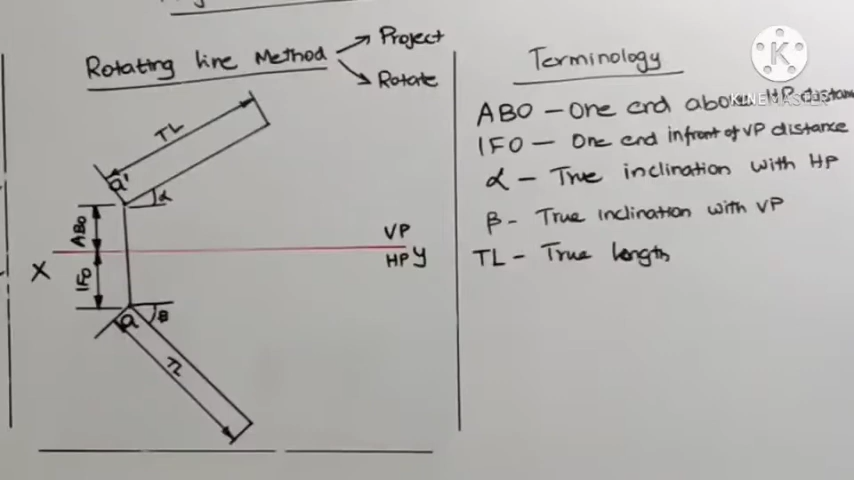 Rotating line Method
Project
Rotate
TL
a'
α
ABO
VP
X
HP y
IFO
a
β
TL
Terminology
ABO - One end above HP distance
IFO - One end infront of VP distance
α - True inclination with HP
β - True inclination with VP
TL - True length
KINEMASTER